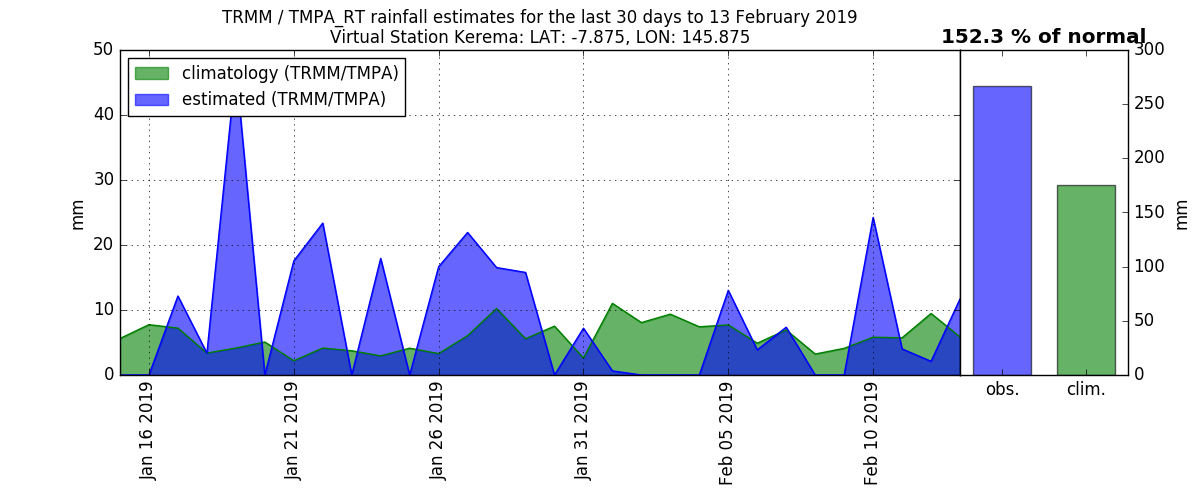 TRMM / TMPA_RT rainfall estimates for the last 30 days to 13 February 2019
Virtual Station Kerema: LAT: -7.875, LON: 145.875
152.3 % of normal
climatology (TRMM/TMPA)
estimated (TRMM/TMPA)
50
40
30
20
10
0
mm
Jan 16 2019
Jan 21 2019
Jan 26 2019
Jan 31 2019
Feb 05 2019
Feb 10 2019
300
250
200
150
100
50
0
mm
obs.
clim.